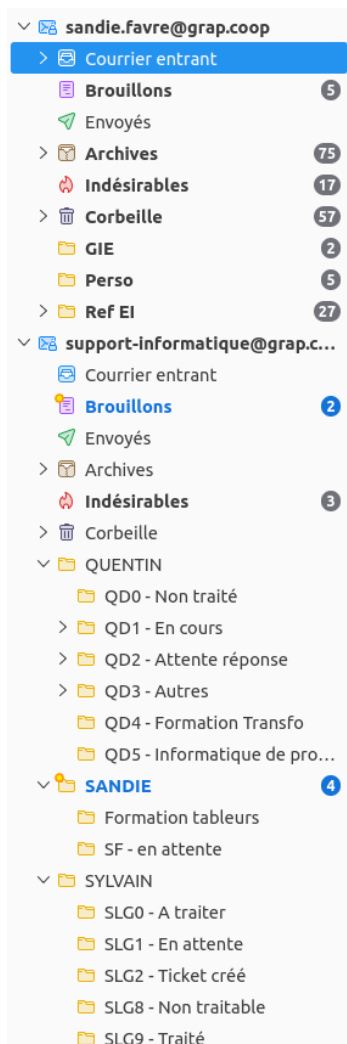 sandie.favre@grap.coop
Courrier entrant
Brouillons 5
Envoyés
Archives 75
Indésirables 17
Corbeille 57
GIE 2
Perso 5
Ref EI 27
support-informatique@grap.c...
Courrier entrant
Brouillons 2
Envoyés
Archives
Indésirables 3
Corbeille
QUENTIN
QD0 - Non traité
QD1 - En cours
QD2 - Attente réponse
QD3 - Autres
QD4 - Formation Transfo
QD5 - Informatique de pro...
SANDIE 4
Formation tableurs
SF - en attente
SYLVAIN
SLG0 - A traiter
SLG1 - En attente
SLG2 - Ticket créé
SLG8 - Non traitable
SLG9 - Traité